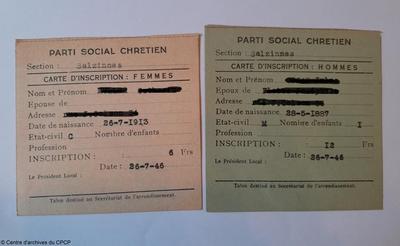 PARTI SOCIAL CHRETIEN
Section : Salzinnes
CARTE D'INSCRIPTION : FEMMES
Nom et Prénom
Epouse de
Adresse
Date de naissance 26-7-1913
Etat-civil C Nombre d'enfants
Profession
INSCRIPTION : 6 Frs
Date : 26-7-46
Le Président Local :
Talon destiné au Secrétariat de l'arrondissement.
PARTI SOCIAL CHRETIEN
Section : Salzinnes
CARTE D'INSCRIPTION : HOMMES
Nom et Prénom
Epoux de
Adresse
Date de naissance 28-5-1887
Etat-civil M Nombre d'enfants I
Profession
INSCRIPTION : 12 Frs
Date : 26-7-46
Le Président Local :
Talon destiné au Secrétariat de l'arrondissement.
© Centre d'archives du CPCP